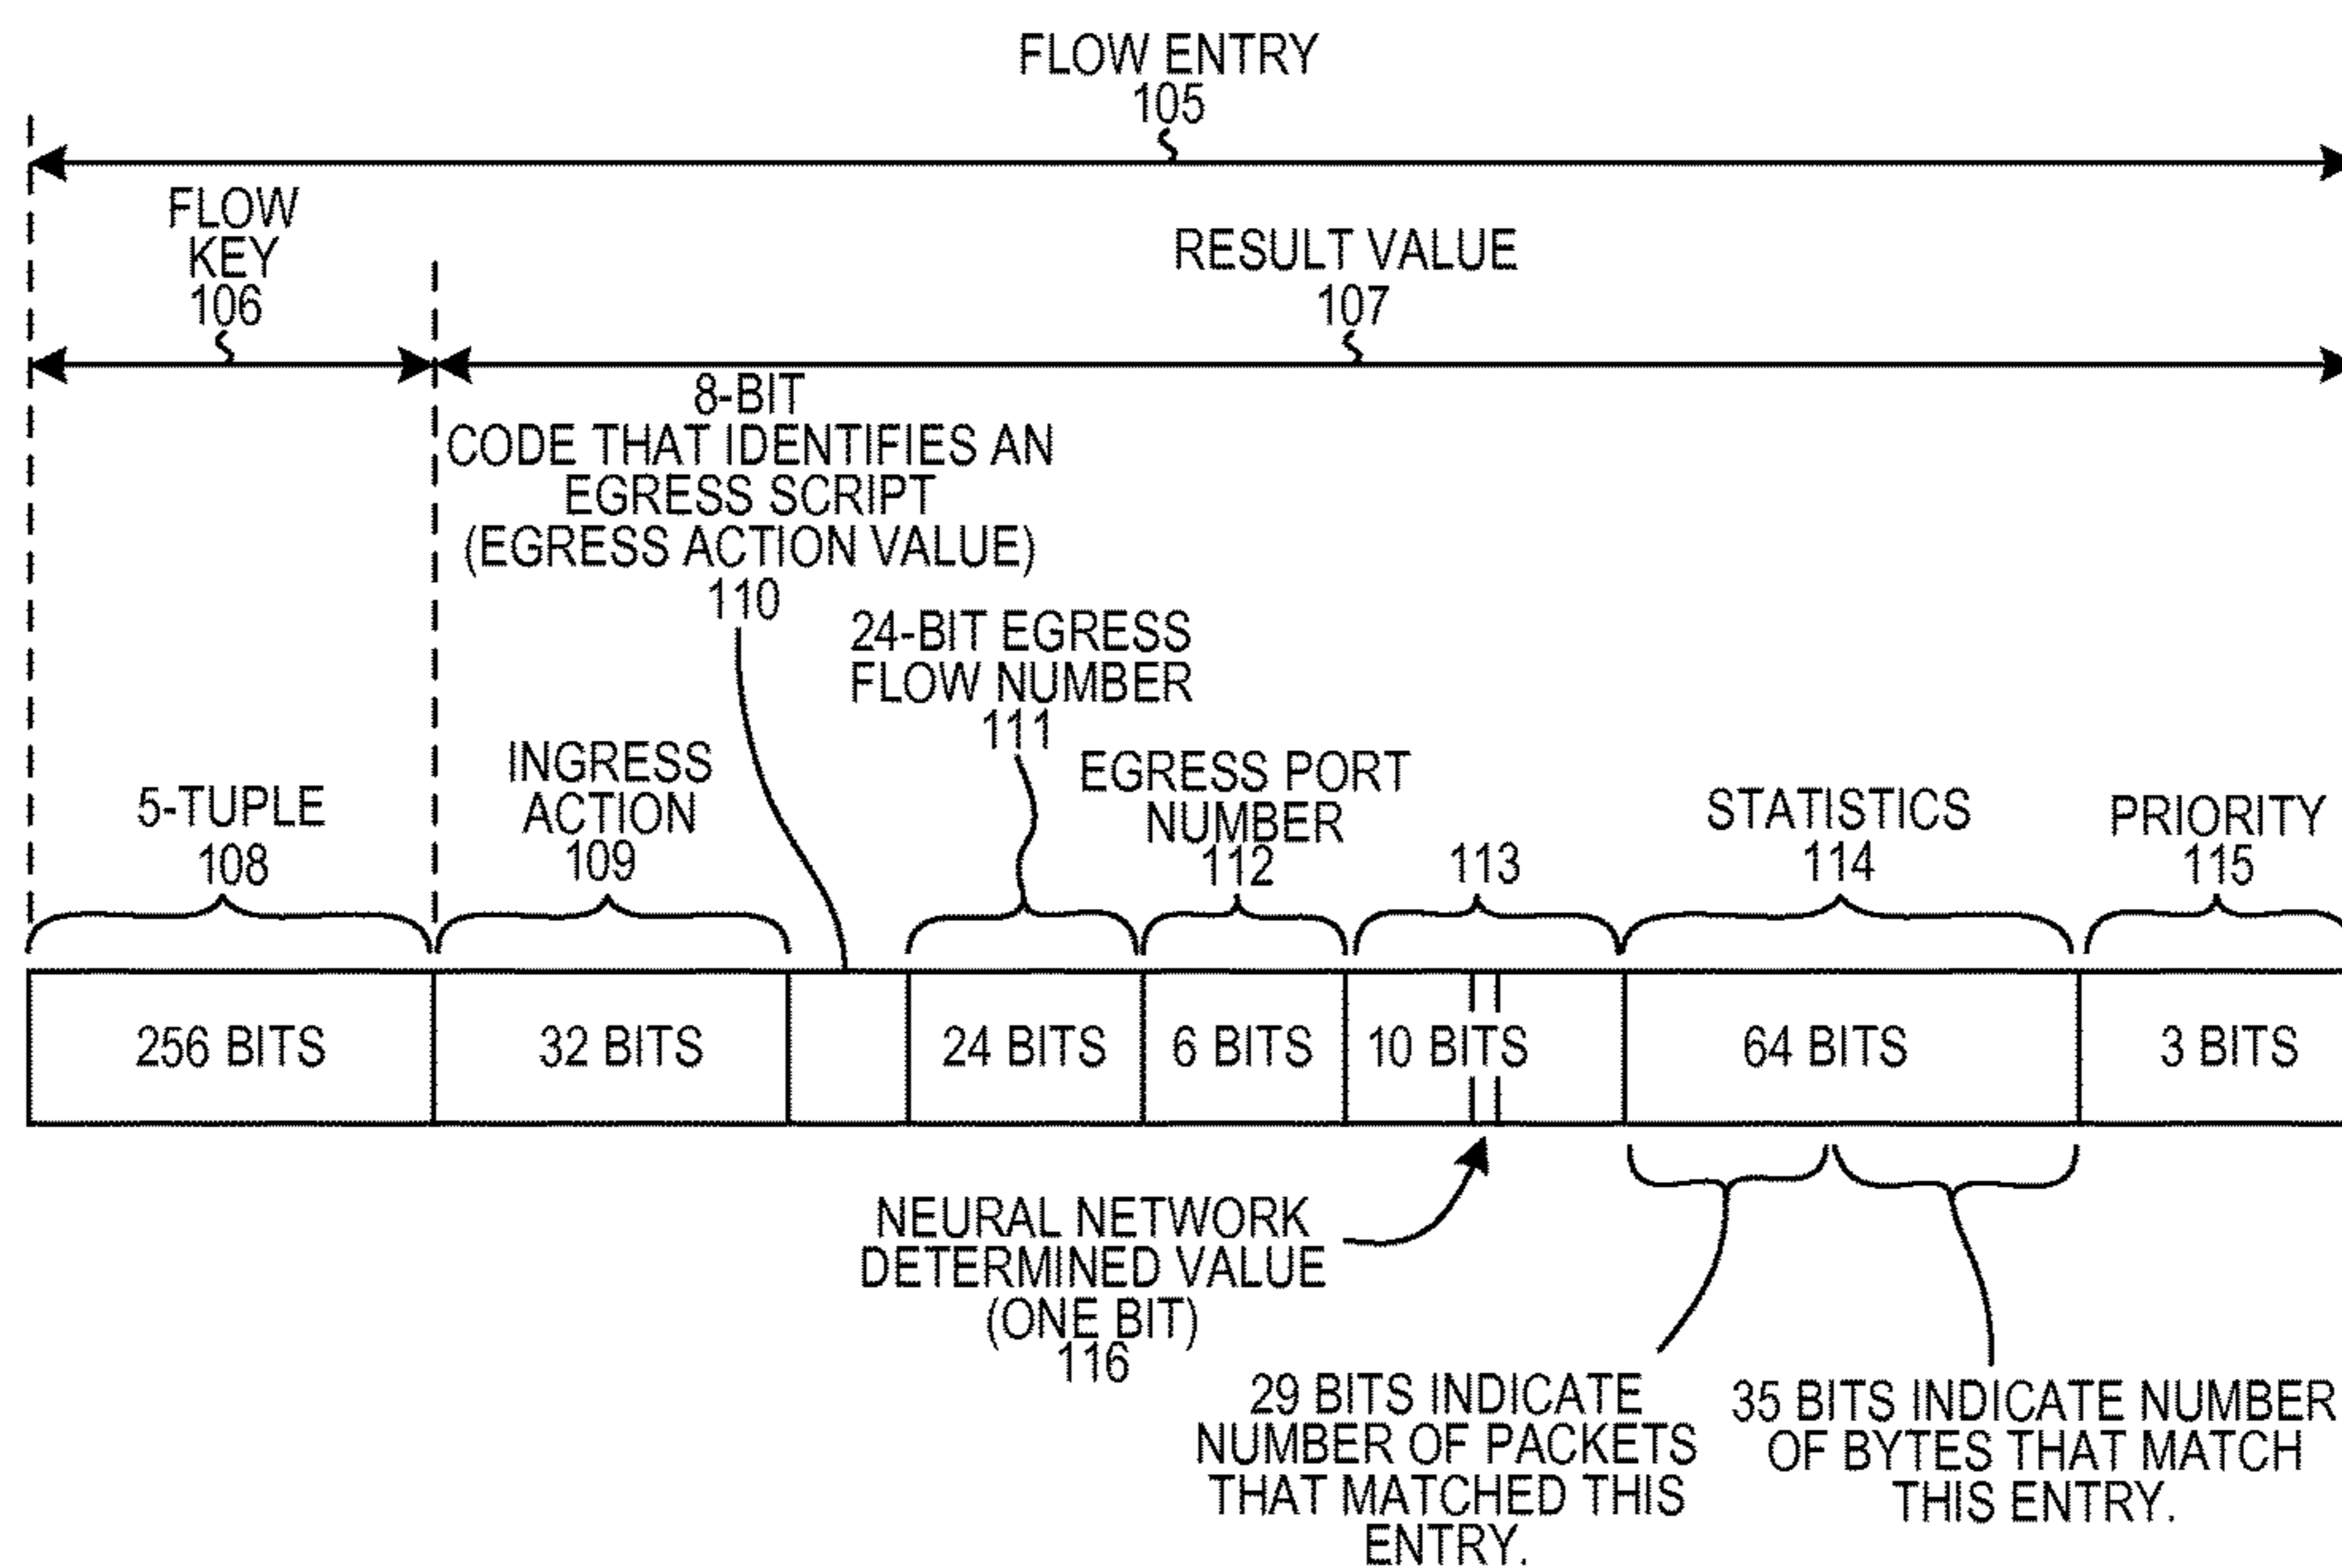 FLOW ENTRY
105
FLOW
KEY
106
RESULT VALUE
107
8-BIT
CODE THAT IDENTIFIES AN
EGRESS SCRIPT
(EGRESS ACTION VALUE)
110
24-BIT EGRESS
FLOW NUMBER
111
5-TUPLE
108
INGRESS
ACTION
109
EGRESS PORT
NUMBER
112
113
STATISTICS
114
PRIORITY
115
256 BITS
32 BITS
24 BITS
6 BITS
10 BITS
64 BITS
3 BITS
NEURAL NETWORK
DETERMINED VALUE
(ONE BIT)
116
29 BITS INDICATE
NUMBER OF PACKETS
THAT MATCHED THIS
ENTRY.
35 BITS INDICATE NUMBER
OF BYTES THAT MATCH
THIS ENTRY.